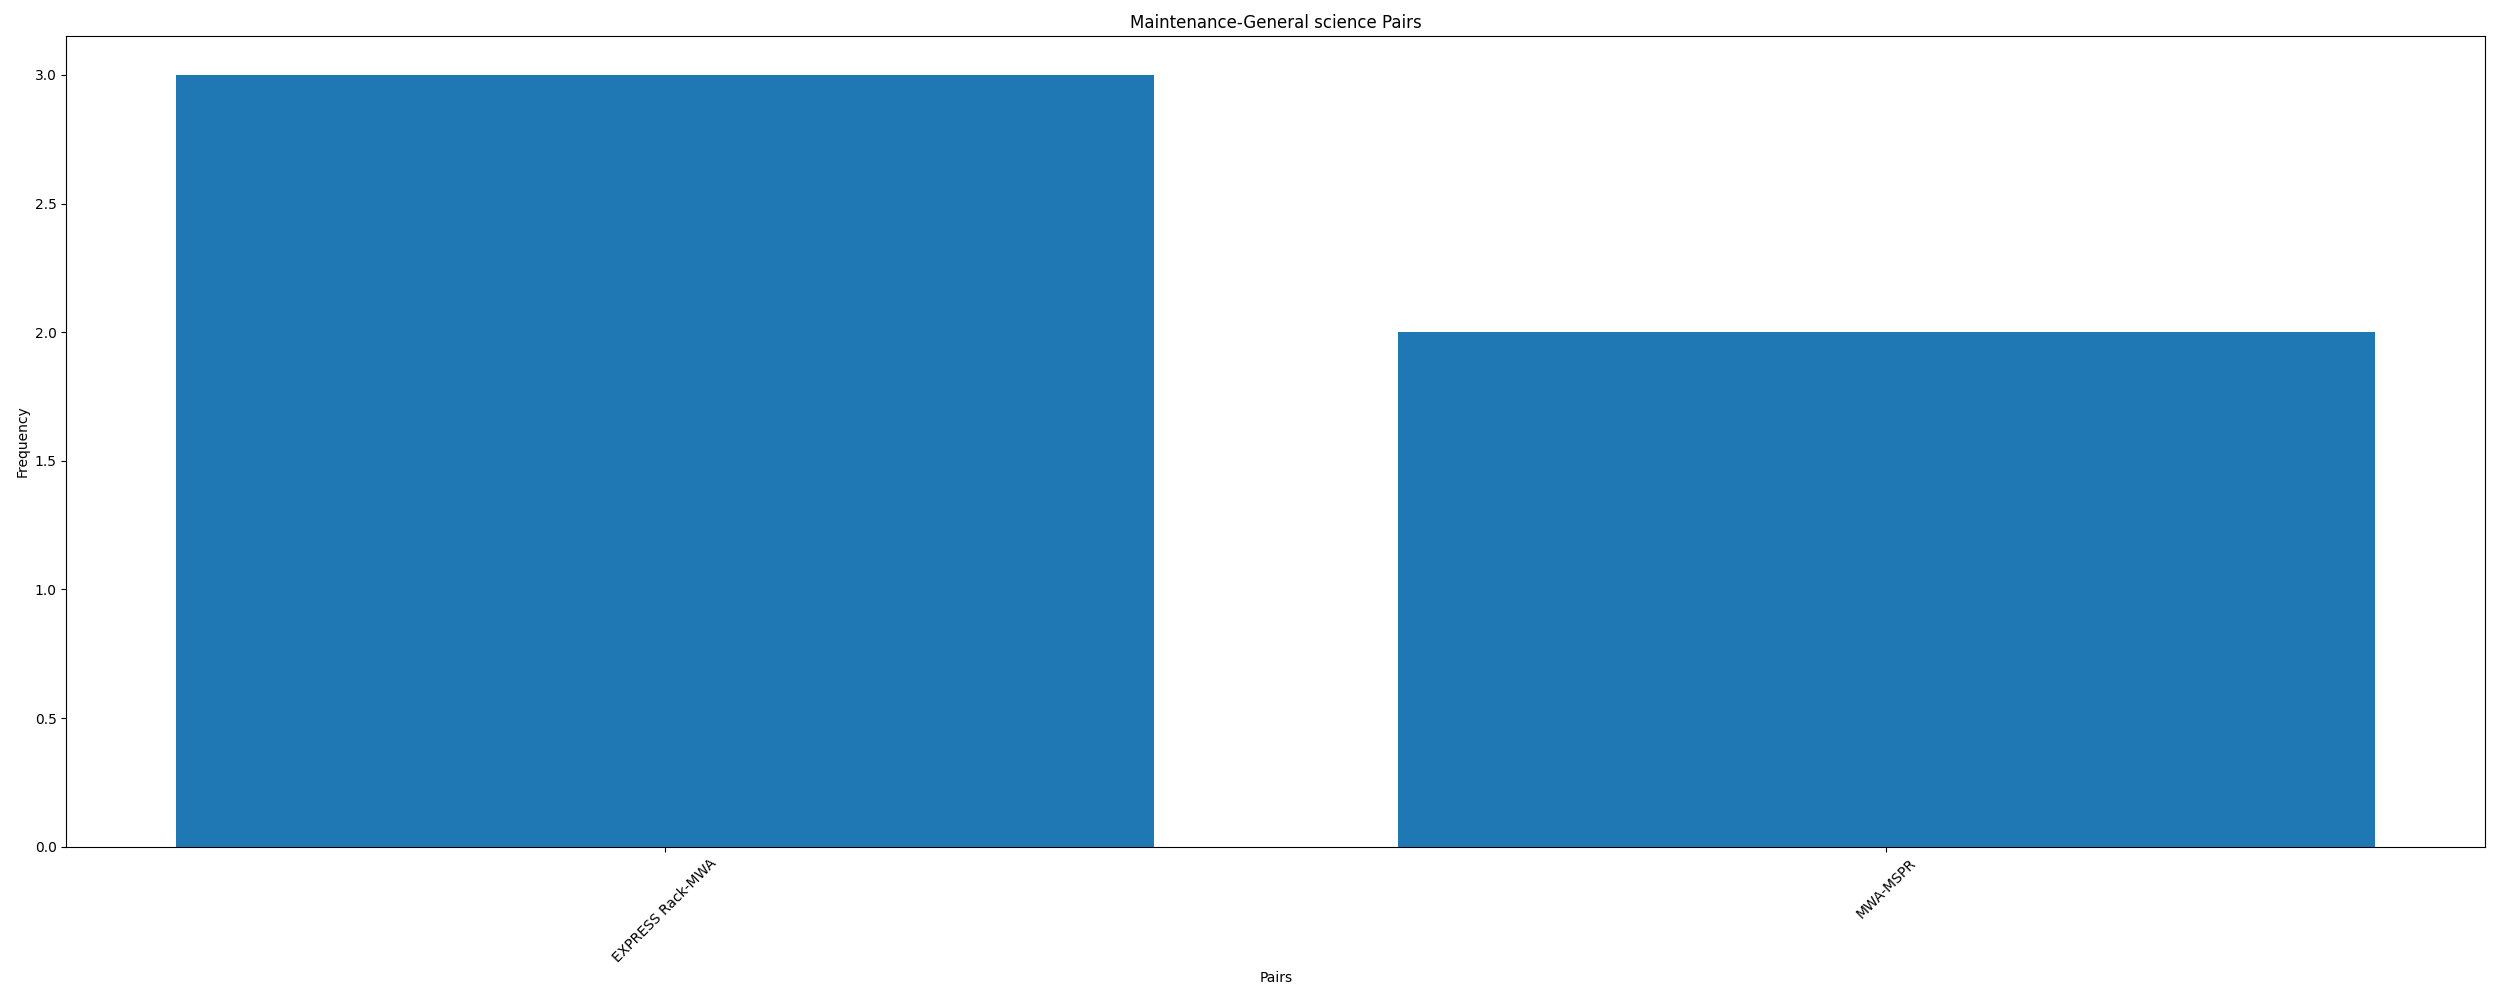 Maintenance-General science Pairs
Frequency
3.0
2.5
2.0
1.5
1.0
0.5
0.0
EXPRESS Rack-MWA
MWA-MSPR
Pairs